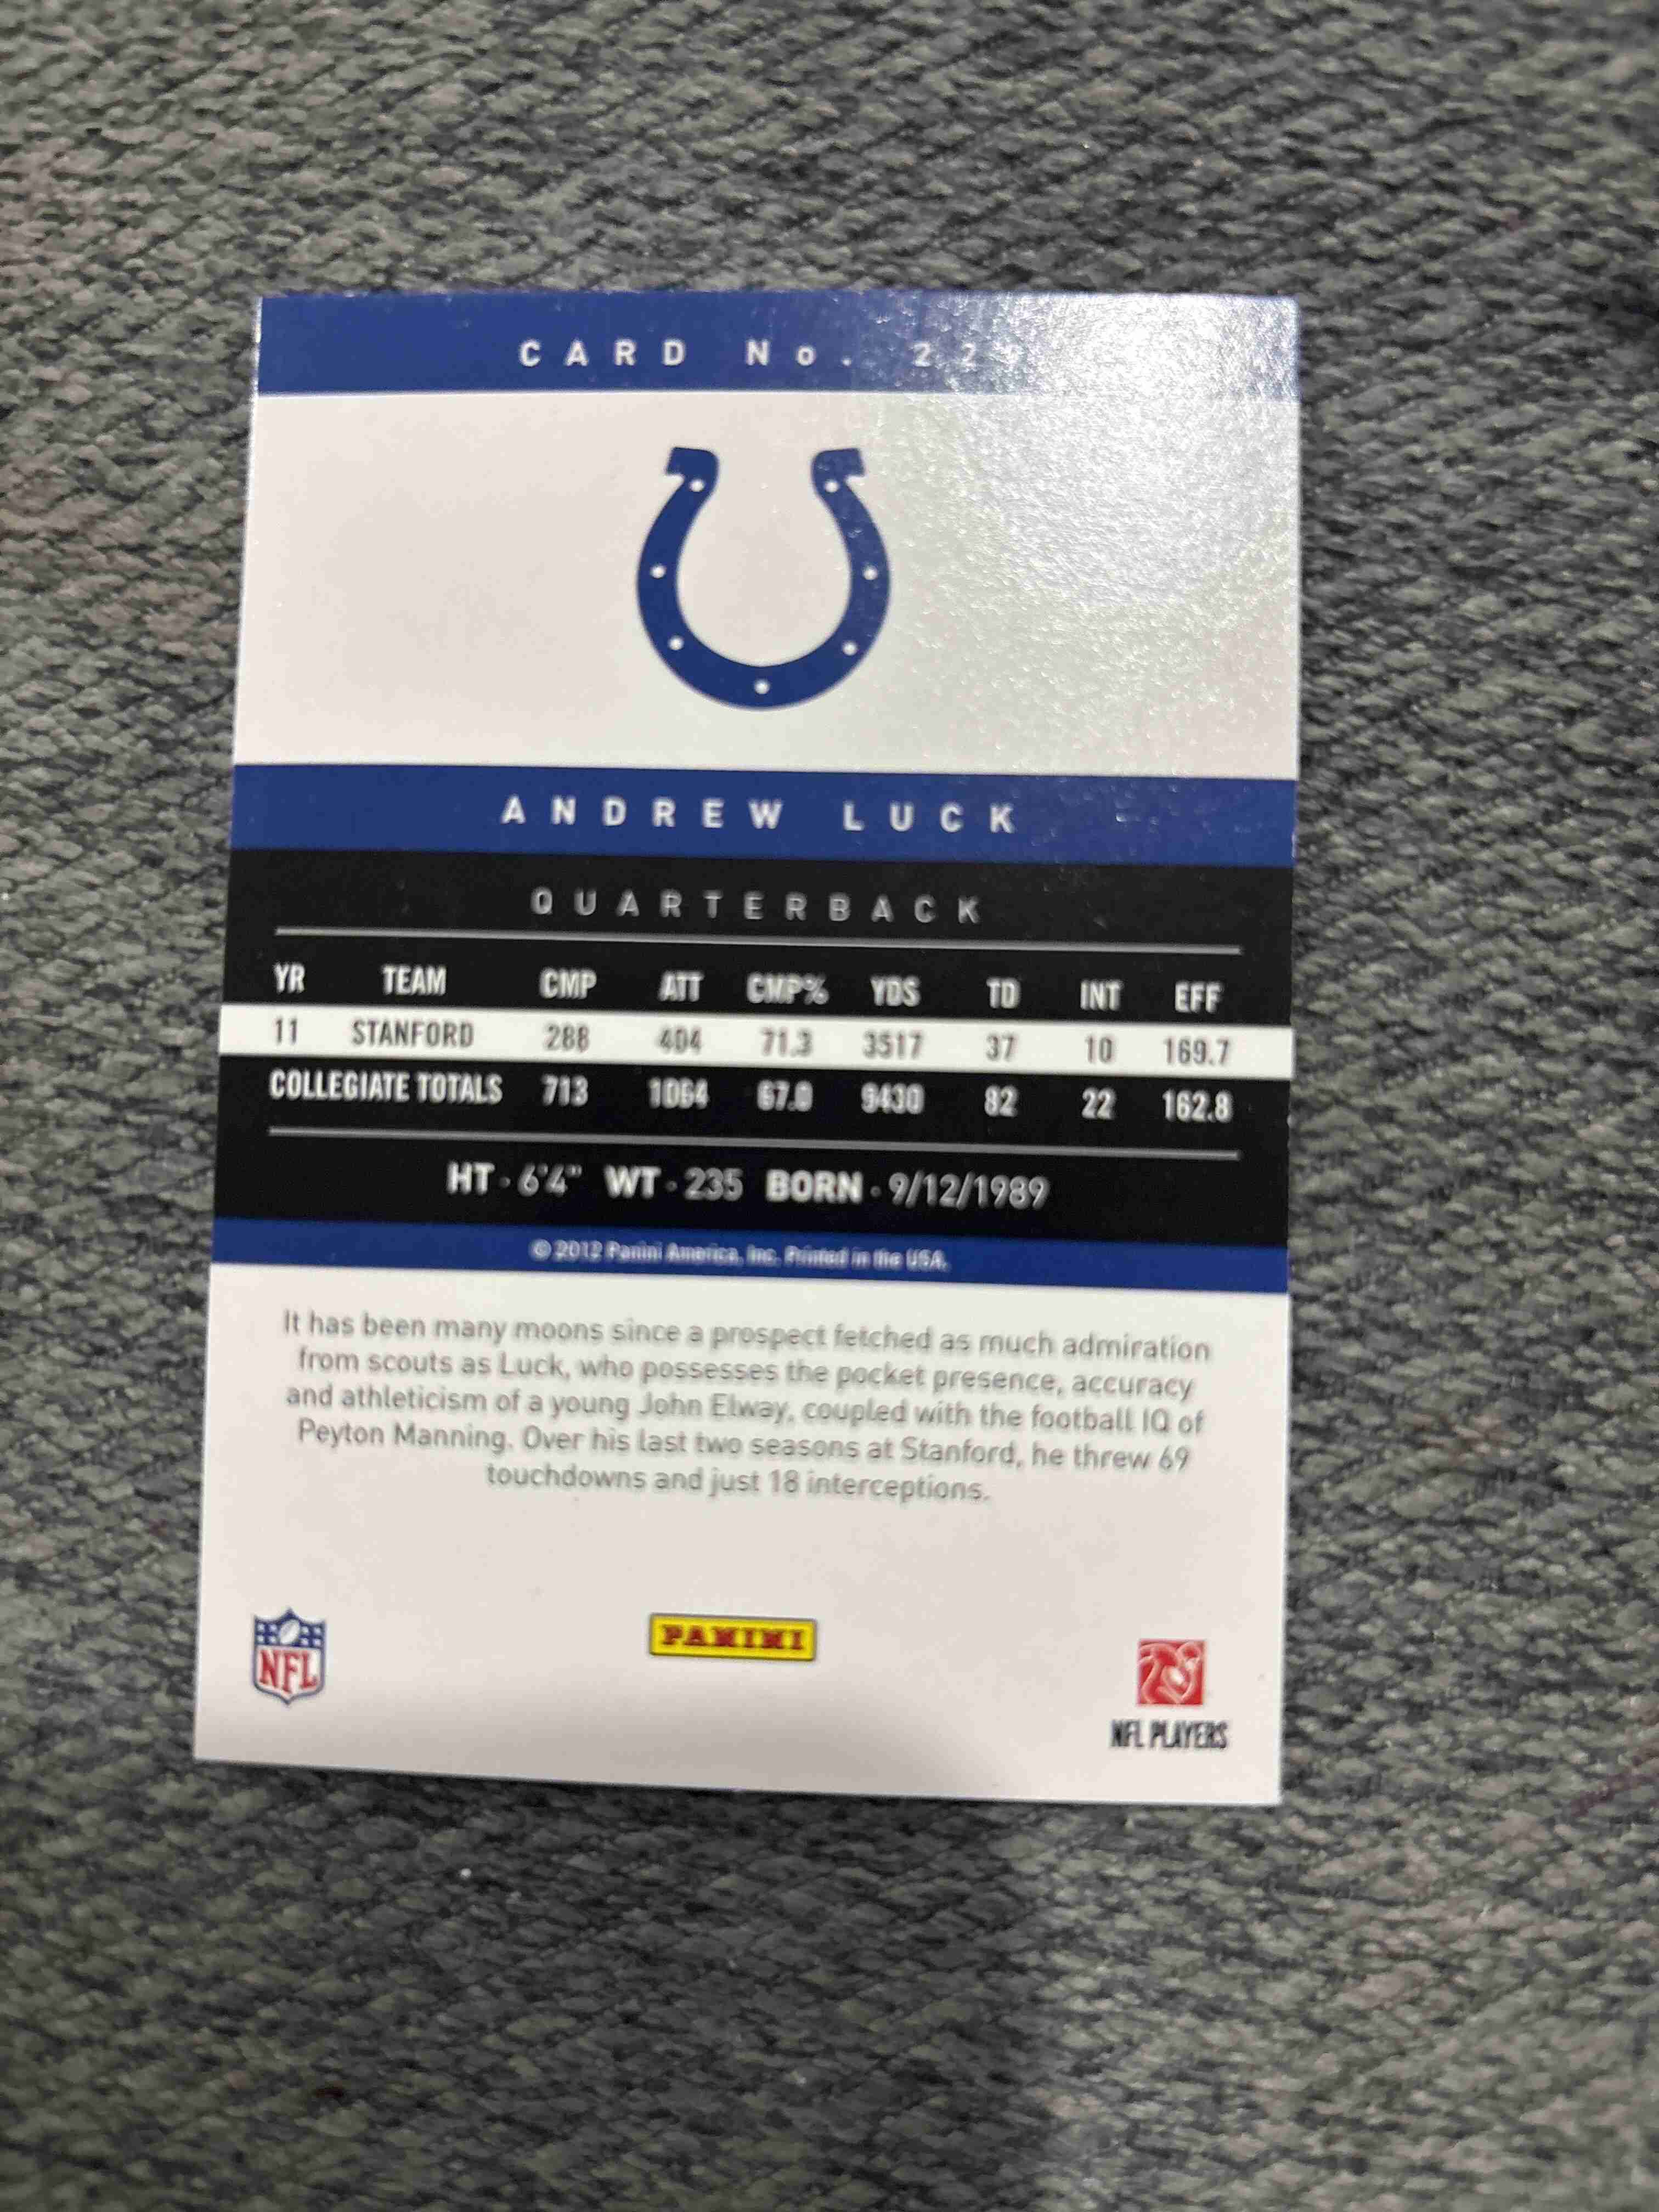 CARD No. 22
ANDREW LUCK
QUARTERBACK
YR TEAM CMP ATT CMP% YDS TD INT EFF
11 STANFORD 288 404 71.3 3517 37 10 169.7
COLLEGIATE TOTALS 713 1064 67.0 9430 82 22 162.8
HT - 6'4" WT - 235 BORN - 9/12/1989
© 2012 Panini America, Inc. Printed in the USA.
It has been many moons since a prospect fetched as much admiration
from scouts as Luck, who possesses the pocket presence, accuracy
and athleticism of a young John Elway, coupled with the football IQ of
Peyton Manning. Over his last two seasons at Stanford, he threw 69
touchdowns and just 18 interceptions.
NFL
PANINI
NFL PLAYERS